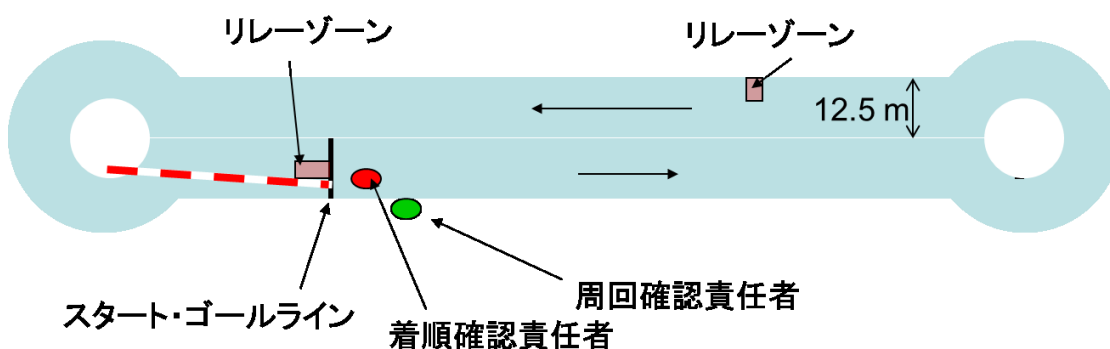 リレーゾーン
リレーゾーン
12.5 m
周回確認責任者
スタート・ゴールライン
着順確認責任者